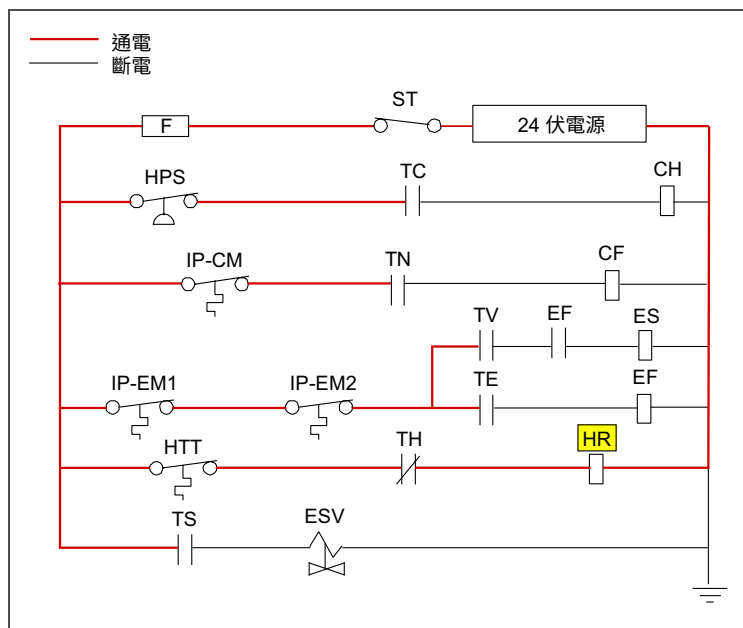 通電
斷電
ST
F
24 伏電源
HPS
TC
CH
IP-CM
TN
CF
TV
EF
ES
IP-EM1
IP-EM2
TE
EF
HTT
TH
HR
TS
ESV